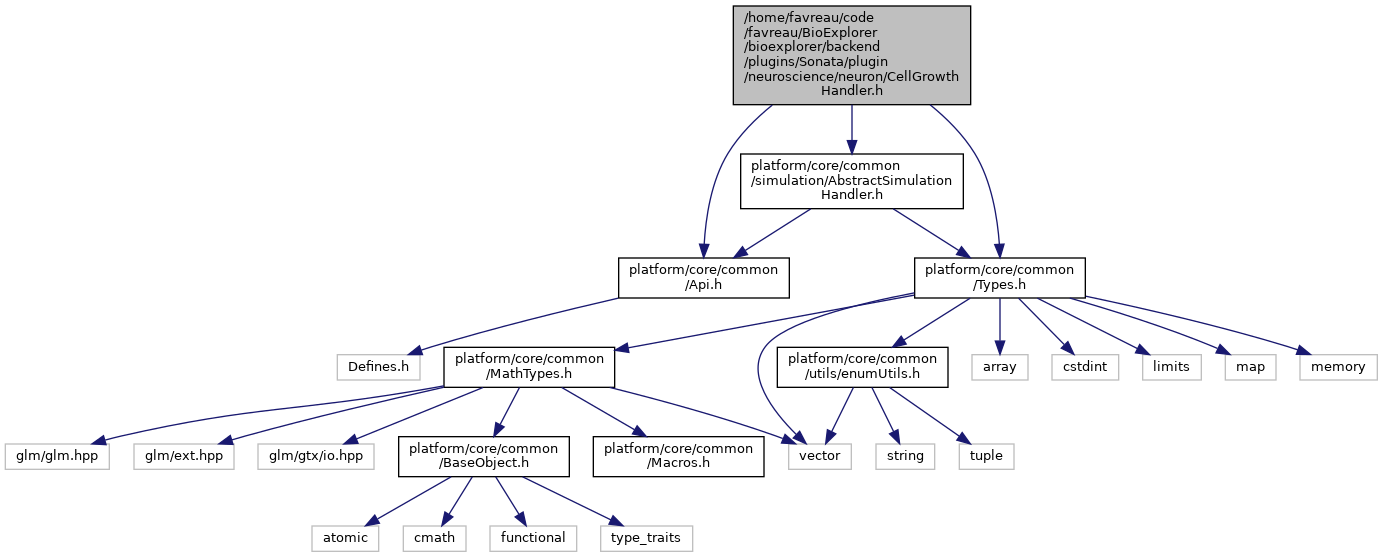 /home/favreau/code
/favreau/BioExplorer
/bioexplorer/backend
/plugins/Sonata/plugin
/neuroscience/neuron/CellGrowth
Handler.h
platform/core/common
/simulation/AbstractSimulation
Handler.h
platform/core/common
/Api.h
platform/core/common
/Types.h
Defines.h
platform/core/common
/MathTypes.h
platform/core/common
/utils/enumUtils.h
array
cstdint
limits
map
memory
glm/glm.hpp
glm/ext.hpp
glm/gtx/io.hpp
platform/core/common
/BaseObject.h
platform/core/common
/Macros.h
vector
string
tuple
atomic
cmath
functional
type_traits